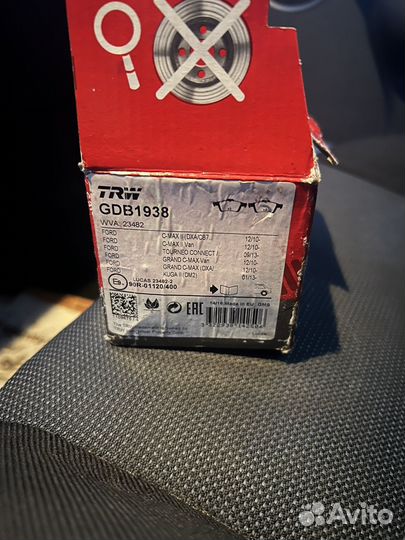 TRW
GDB1938
WVA: 23482
FORD C-MAX II (DXA/CB7 12/10-
FORD C-MAX II Van 12/10-
FORD TOURNEO CONNECT / 09/13-
FORD GRAND C-MAX Van 12/10-
FORD GRAND C-MAX (DXA/ 12/10-
FORD KUGA II (DM2) 01/13-
LUCAS 23482-2
90R-01120/400
EAC
Made in EU
Avito